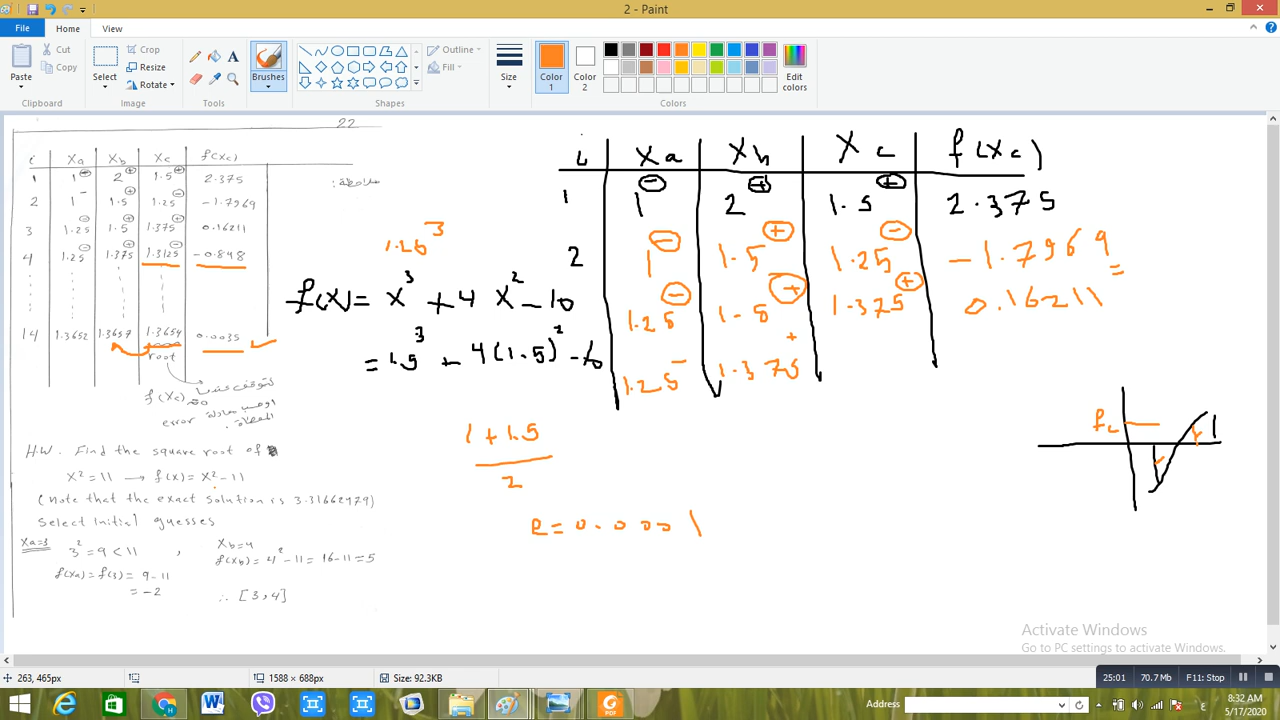 2 - Paint
File Home View
Paste Cut Copy Clipboard
Select Crop Resize Rotate Image
Tools
Brushes
Shapes Outline Fill
Size
Color 1 Color 2 Edit colors
Colors
22
i Xa Xb Xc f(Xc)
1 1⊖ 2⊕ 1.5⊕ 2.375
2 1− 1.5⊕ 1.25⊖ -1.7969
3 1.25⊖ 1.5⊕ 1.375⊕ 0.16211
4 1.25⊖ 1.375⊕ 1.3125⊖ -0.848
14 1.3652 1.3657 1.3654 0.0035
ملاحظة:
root
f(Xc)
error
H.W. Find the square root of
X²=11 → f(x)=X²-11
(Note that the exact solution is 3.31662479)
Select Initial guesses
Xa=3 3²=9<11 , Xb=4
f(Xb)=4²-11=16-11=5
f(Xa)=f(3)= 9-11
= -2 ∴ [3,4]
i Xa Xb Xc f(Xc)
1 1⊖ 2⊕ 1.5⊕ 2.375
2 1⊖ 1.5⊕ 1.25⊖ -1.7969
1.25⊖ 1.5⊕ 1.375⊕ 0.16211
1.25− 1.375+
f(x)= X³+4X²-10
= 1.5³+4(1.5)²-10
1+1.5
2
e=0.0001
Activate Windows
Go to PC settings to activate Windows.
263, 465px 1588 × 688px Size: 92.3KB
25:01 70.7 MB F11: Stop
Address
8:32 AM
5/17/2020